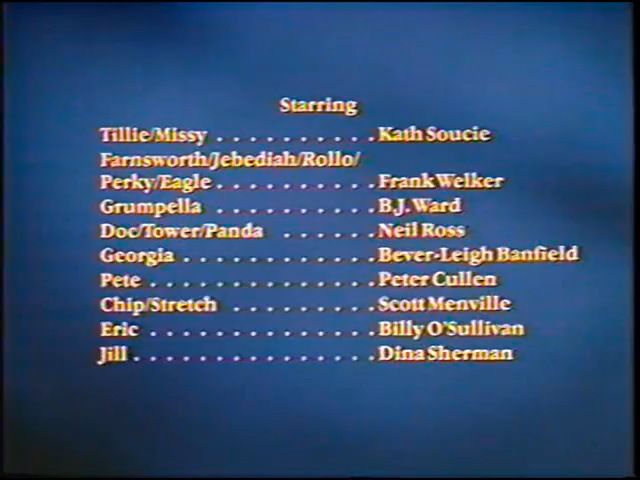 Starring
Tillie/Missy . . . . . . . . . . Kath Soucie
Farnsworth/Jebediah/Rollo/
Perky/Eagle . . . . . . . . . . Frank Welker
Grumpella . . . . . . . . . . . B.J. Ward
Doc/Tower/Panda . . . . . . Neil Ross
Georgia . . . . . . . . . . . . . Bever-Leigh Banfield
Pete . . . . . . . . . . . . . . . Peter Cullen
Chip/Stretch . . . . . . . . . Scott Menville
Eric . . . . . . . . . . . . . . . Billy O'Sullivan
Jill . . . . . . . . . . . . . . . . Dina Sherman